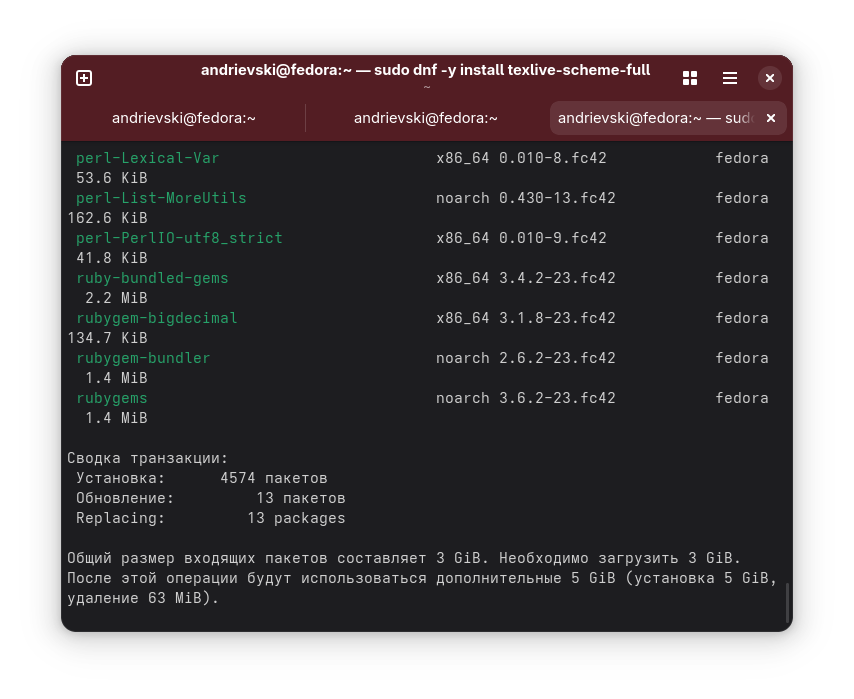 andrievski@fedora:~ — sudo dnf -y install texlive-scheme-full
~
andrievski@fedora:~ andrievski@fedora:~ andrievski@fedora:~ — sudo
perl-Lexical-Var x86_64 0.010-8.fc42 fedora
53.6 KiB
perl-List-MoreUtils noarch 0.430-13.fc42 fedora
162.6 KiB
perl-PerlIO-utf8_strict x86_64 0.010-9.fc42 fedora
41.8 KiB
ruby-bundled-gems x86_64 3.4.2-23.fc42 fedora
2.2 MiB
rubygem-bigdecimal x86_64 3.1.8-23.fc42 fedora
134.7 KiB
rubygem-bundler noarch 2.6.2-23.fc42 fedora
1.4 MiB
rubygems noarch 3.6.2-23.fc42 fedora
1.4 MiB
Сводка транзакции:
Установка: 4574 пакетов
Обновление: 13 пакетов
Replacing: 13 packages
Общий размер входящих пакетов составляет 3 GiB. Необходимо загрузить 3 GiB.
После этой операции будут использоваться дополнительные 5 GiB (установка 5 GiB,
удаление 63 MiB).